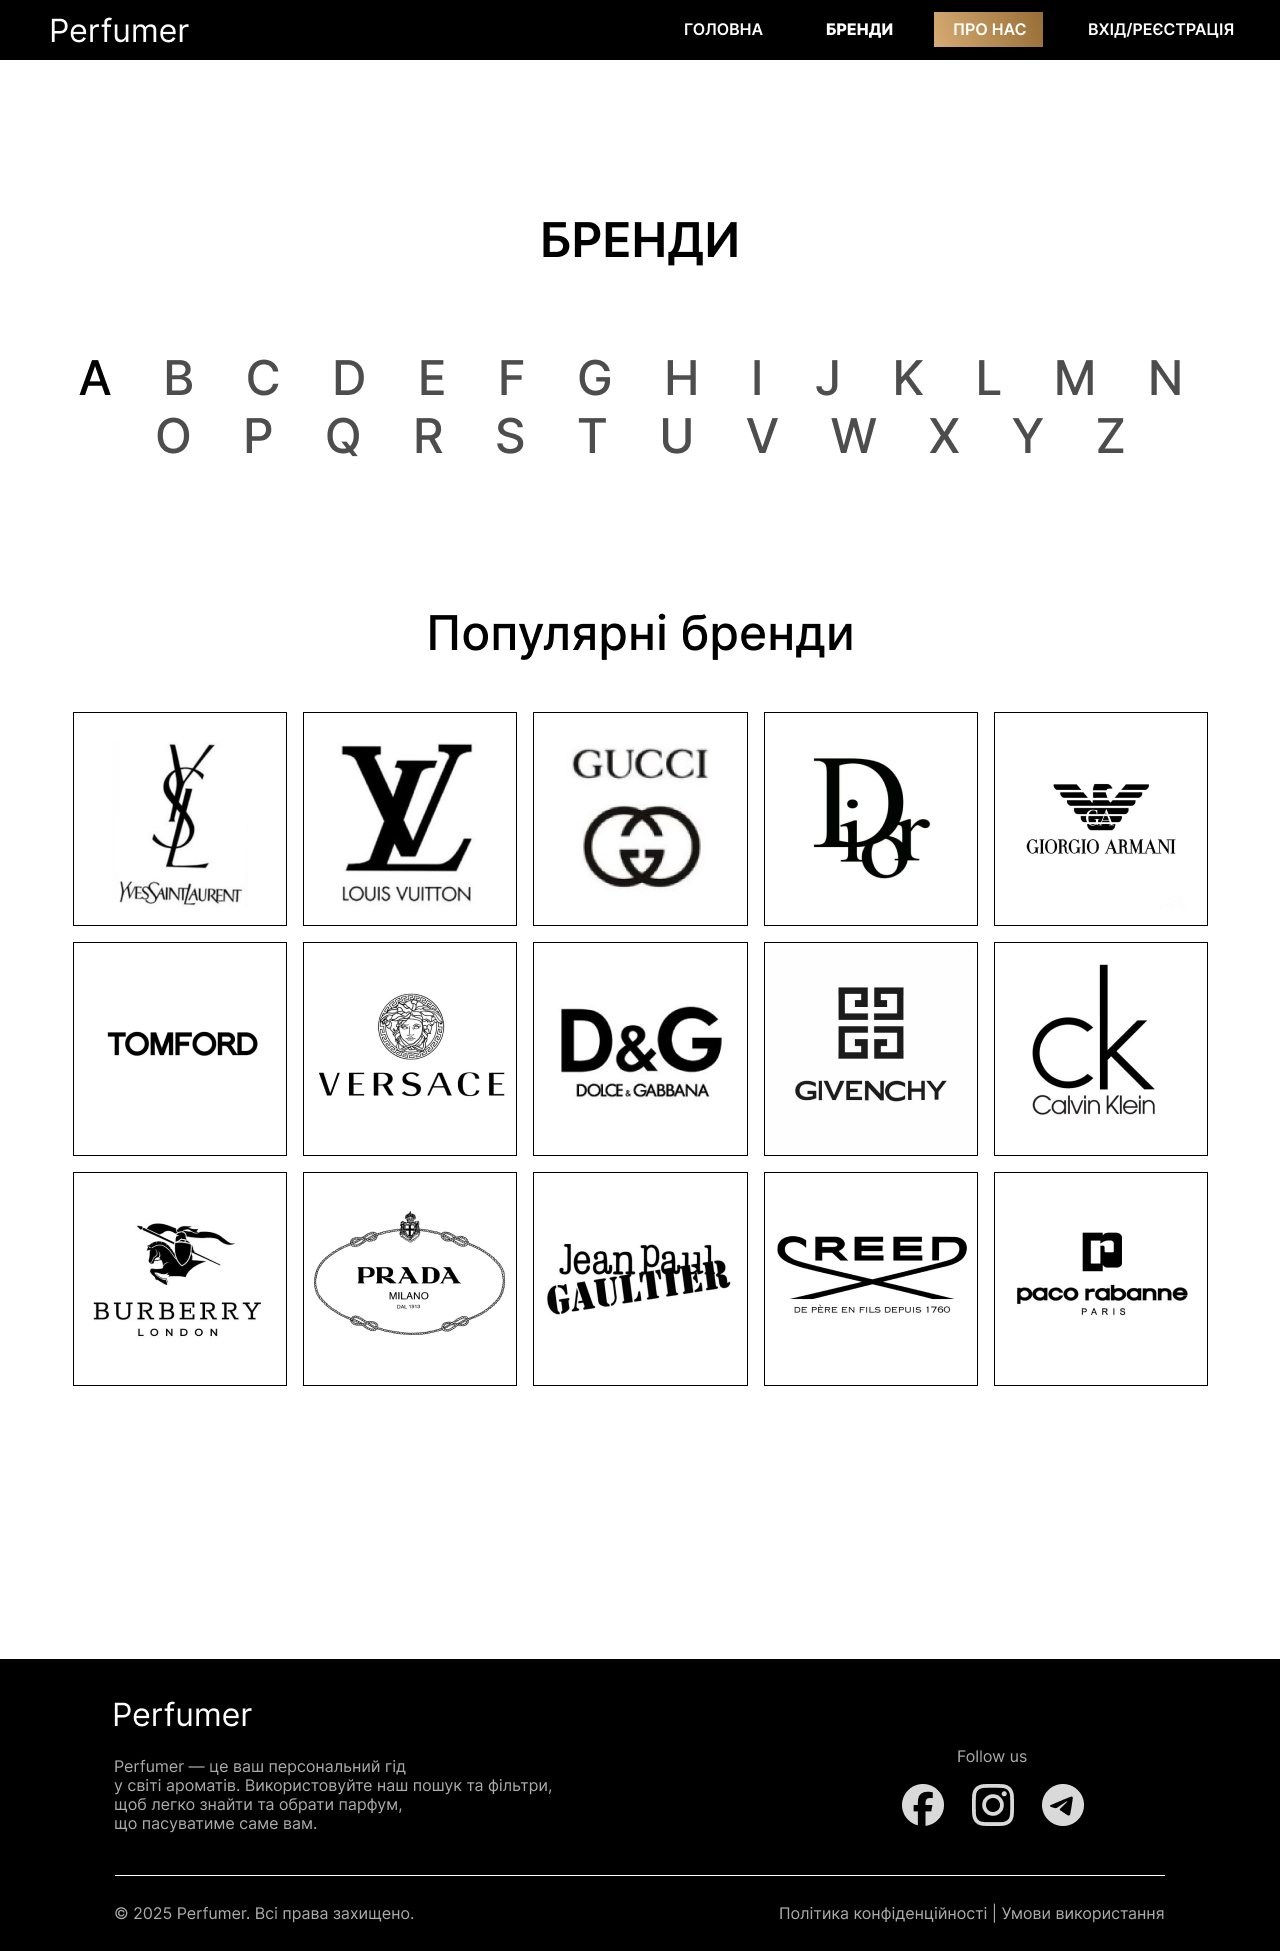 Perfumer ГОЛОВНА БРЕНДИ ПРО НАС ВХІД/РЕЄСТРАЦІЯ
БРЕНДИ
A B C D E F G H I J K L M N
O P Q R S T U V W X Y Z
Популярні бренди
YSL
YVESSAINTLAURENT
LV
LOUIS VUITTON
GUCCI
Dior
GA
GIORGIO ARMANI
TOMFORD
VERSACE
D&G
DOLCE & GABBANA
GIVENCHY
ck
Calvin Klein
BURBERRY
LONDON
PRADA
MILANO
DAL 1913
Jean Paul
GAULTIER
CREED
DE PÈRE EN FILS DEPUIS 1760
paco rabanne
PARIS
Perfumer
Perfumer — це ваш персональний гід
у світі ароматів. Використовуйте наш пошук та фільтри,
щоб легко знайти та обрати парфум,
що пасуватиме саме вам.
Follow us
© 2025 Perfumer. Всі права захищено.
Політика конфіденційності | Умови використання